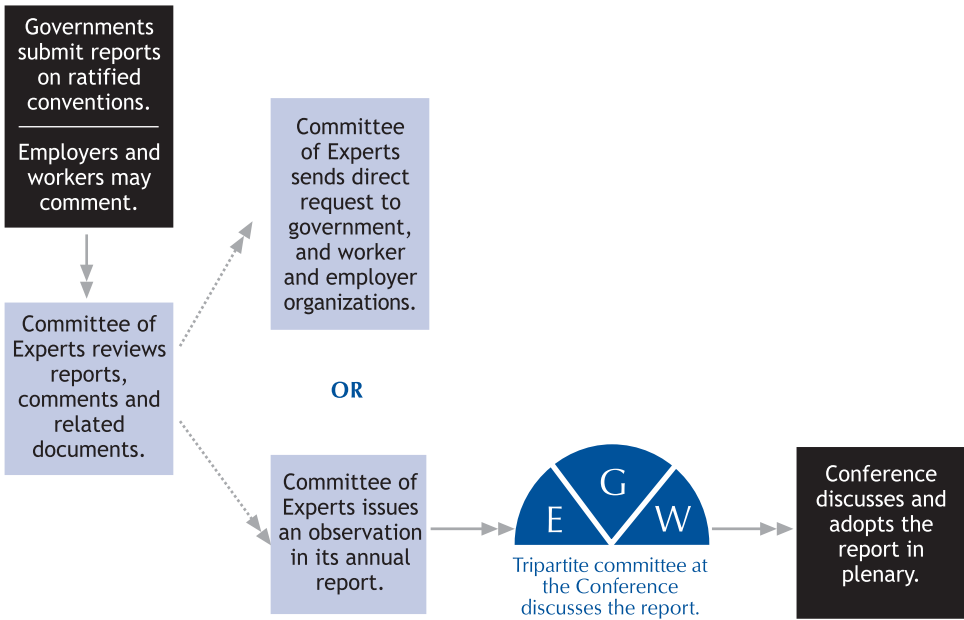 Governments
submit reports
on ratified
conventions.
Employers and
workers may
comment.
Committee of
Experts reviews
reports,
comments and
related
documents.
Committee
of Experts
sends direct
request to
government,
and worker
and employer
organizations.
OR
Committee of
Experts issues
an observation
in its annual
report.
E
G
W
Tripartite committee at
the Conference
discusses the report.
Conference
discusses and
adopts the
report in
plenary.